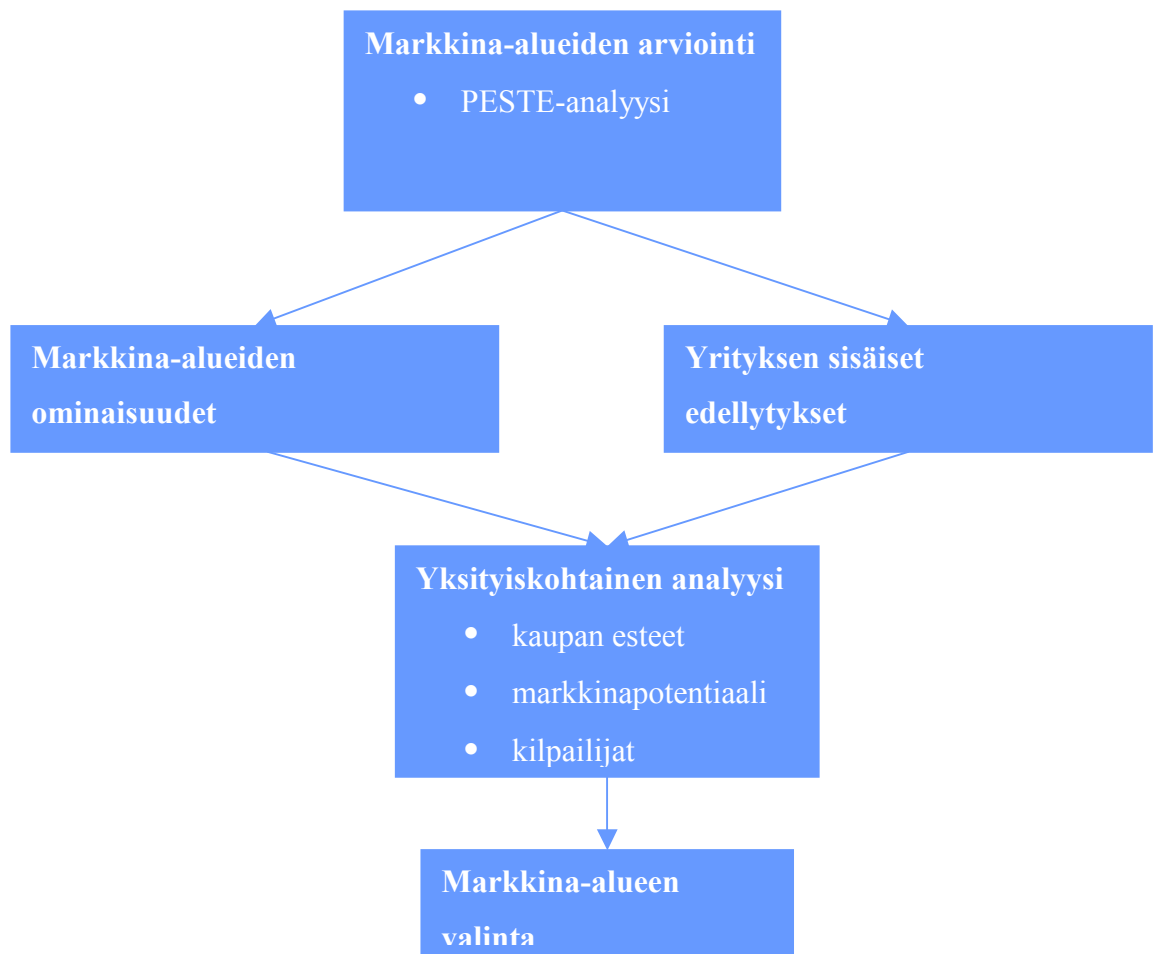 Markkina-alueiden arviointi
• PESTE-analyysi
Markkina-alueiden
ominaisuudet
Yrityksen sisäiset
edellytykset
Yksityiskohtainen analyysi
• kaupan esteet
• markkinapotentiaali
• kilpailijat
Markkina-alueen
valinta